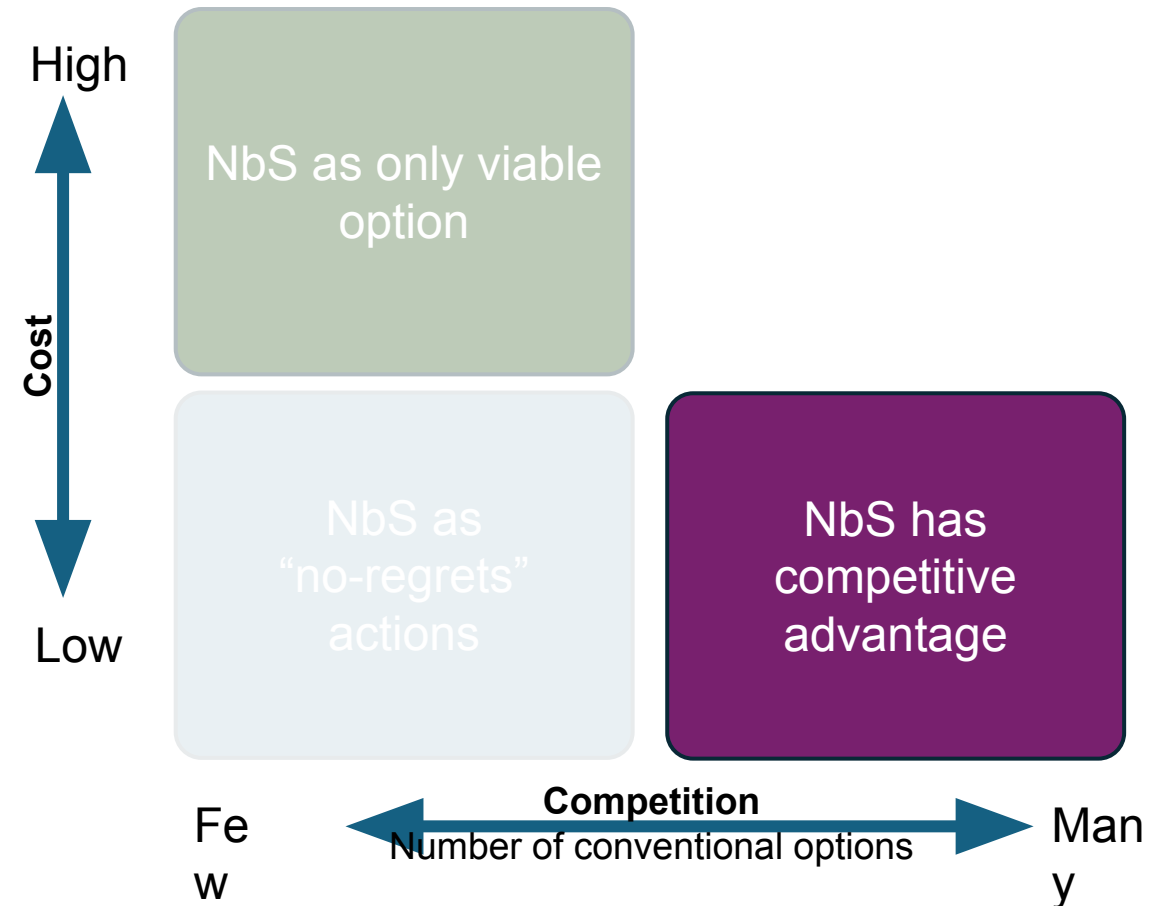 High
NbS as only viable
option
Cost
NbS as
“no-regrets”
actions
NbS has
competitive
advantage
Low
Competition
Number of conventional options
Fe
w
Man
y